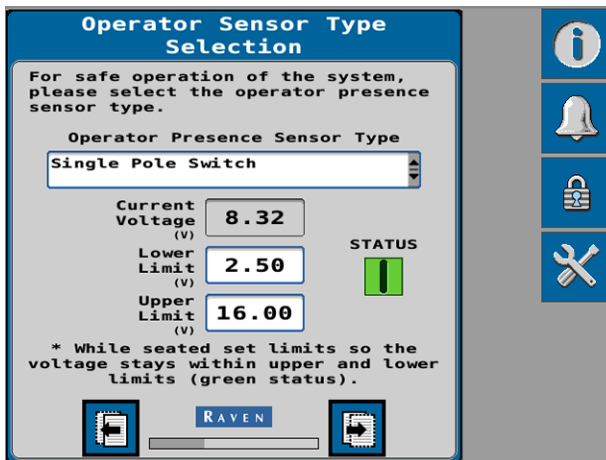 Operator Sensor Type
Selection
For safe operation of the system,
please select the operator presence
sensor type.
Operator Presence Sensor Type
Single Pole Switch
Current
Voltage
(V)
8.32
Lower
Limit
(V)
2.50
STATUS
Upper
Limit
(V)
16.00
* While seated set limits so the
voltage stays within upper and lower
limits (green status).
RAVEN